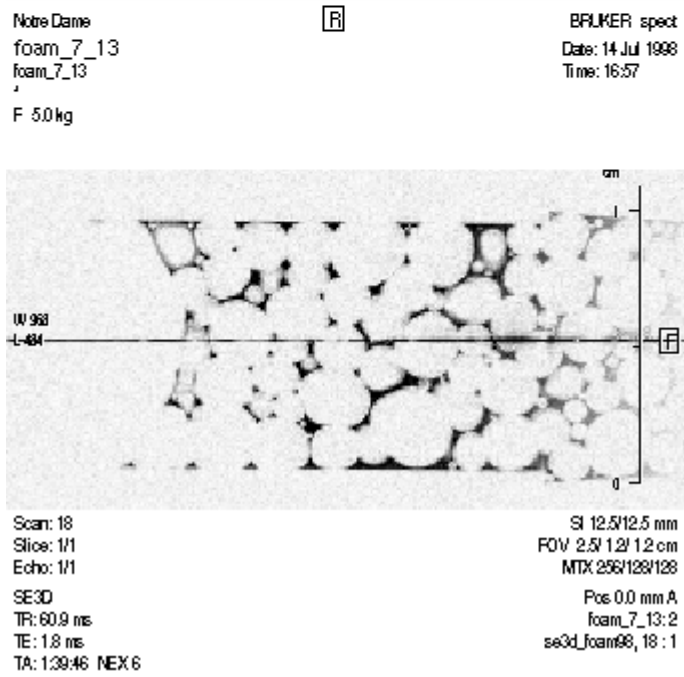 Notre Dame
R
BRUKER spect
foam_7_13
Date: 14 Jul 1998
foam_7_13
Time: 16:57
F 5.0 kg
cm
1
W 968
L-484
F
0
Scan: 18
SI 12.5/12.5 mm
Slice: 1/1
FOV 2.5/ 1.2/ 1.2 cm
Echo: 1/1
MTX 256/128/128
SE3D
Pos 0.0 mm A
TR: 60.9 ms
foam_7_13: 2
TE: 1.8 ms
se3d_foam98, 18 : 1
TA: 1:39:46 NEX 6